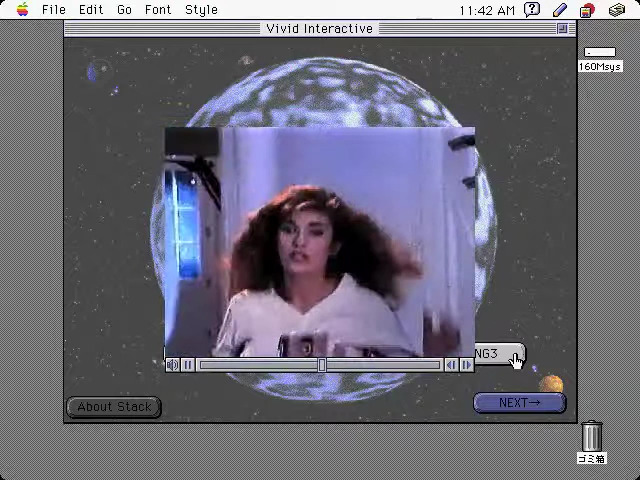 File Edit Go Font Style 11:42 AM
Vivid Interactive
160Msys
NG3
About Stack
NEXT→
ゴミ箱